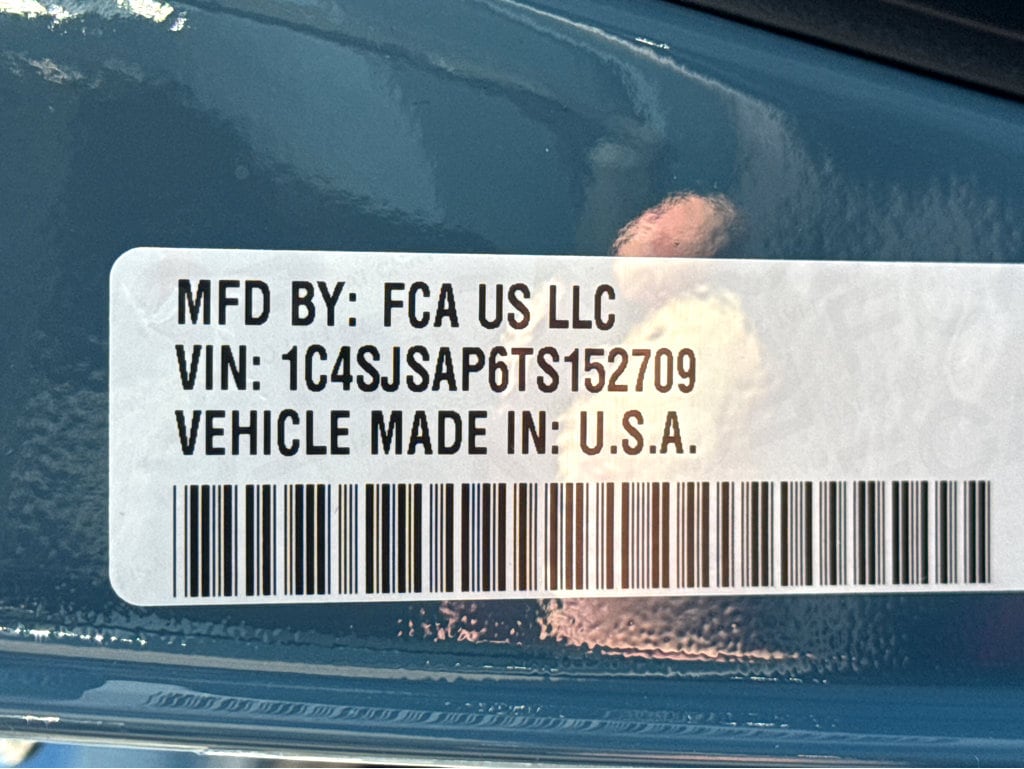 MFD BY: FCA US LLC
VIN: 1C4SJSAP6TS152709
VEHICLE MADE IN: U.S.A.